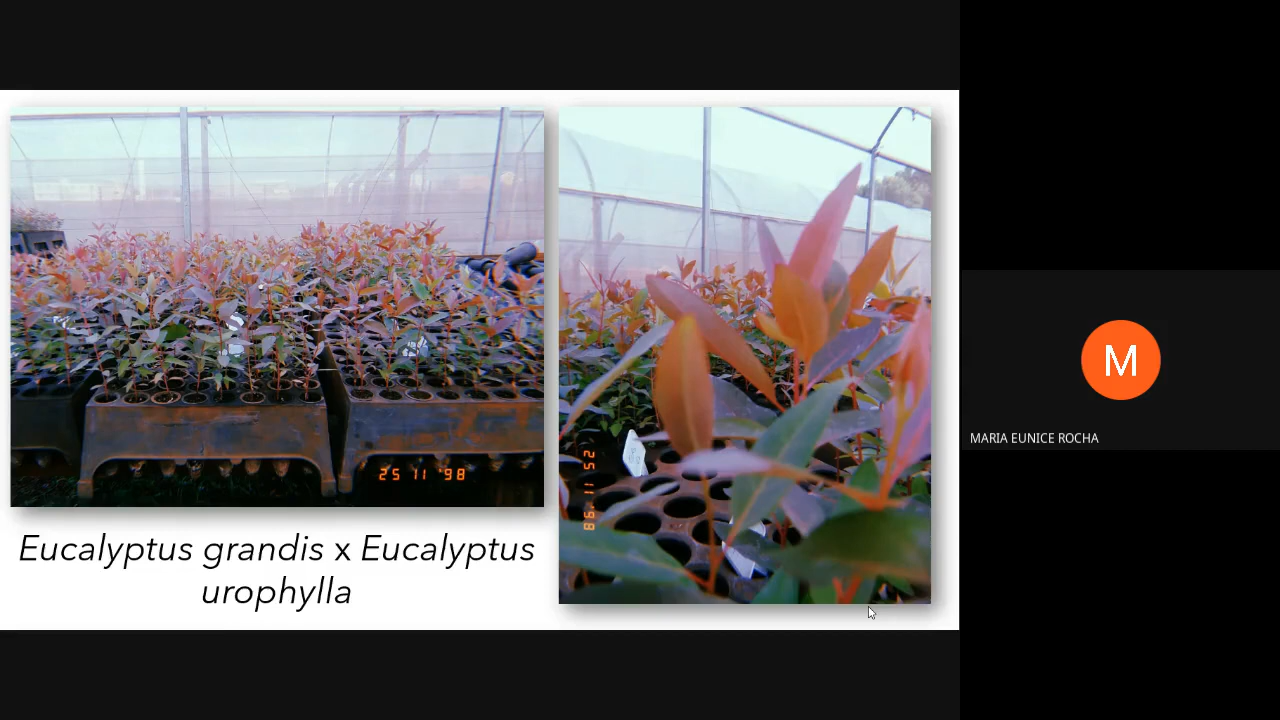 25 11 '98
25 11 '98
Eucalyptus grandis x Eucalyptus
urophylla
M
MARIA EUNICE ROCHA